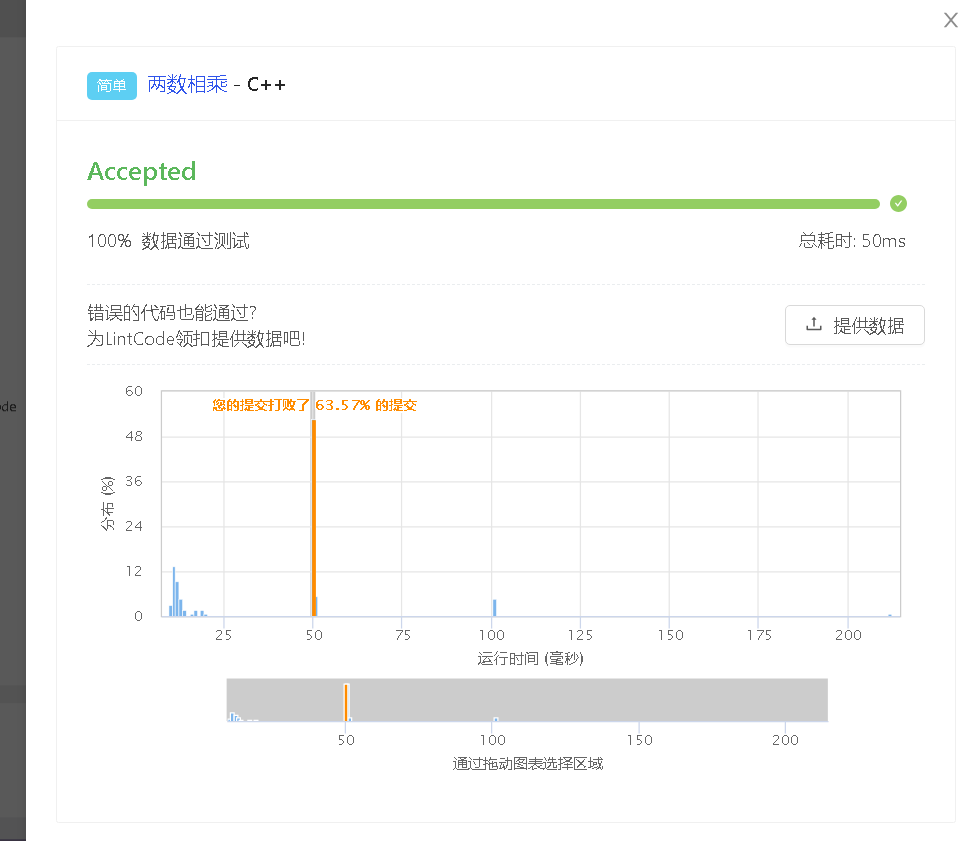 简单 两数相乘 - C++
Accepted
100% 数据通过测试
总耗时: 50ms
错误的代码也能通过?
为LintCode领扣提供数据吧!
提供数据
ode
您的提交打败了 63.57% 的提交
60
48
36
24
12
0
分布 (%)
25 50 75 100 125 150 175 200
运行时间 (毫秒)
50 100 150 200
通过拖动图表选择区域